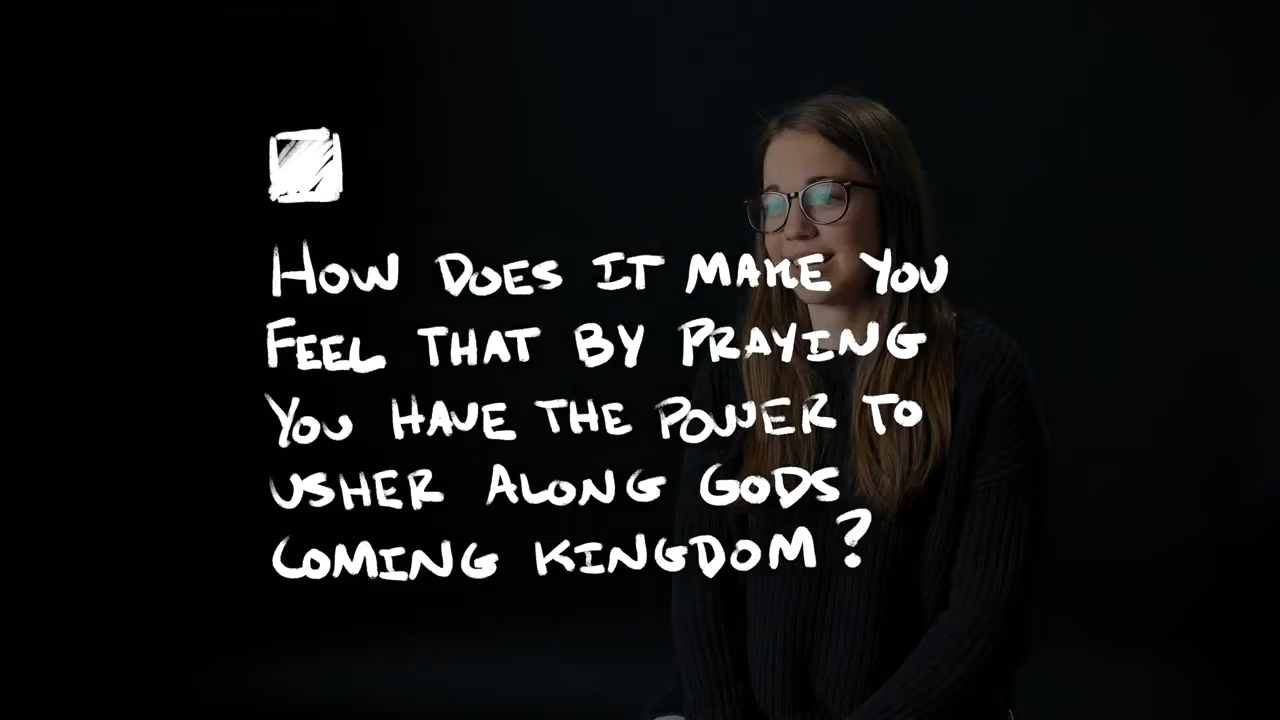 HOW DOES IT MAKE YOU
FEEL THAT BY PRAYING
YOU HAVE THE POWER TO
USHER ALONG GODS
COMING KINGDOM?